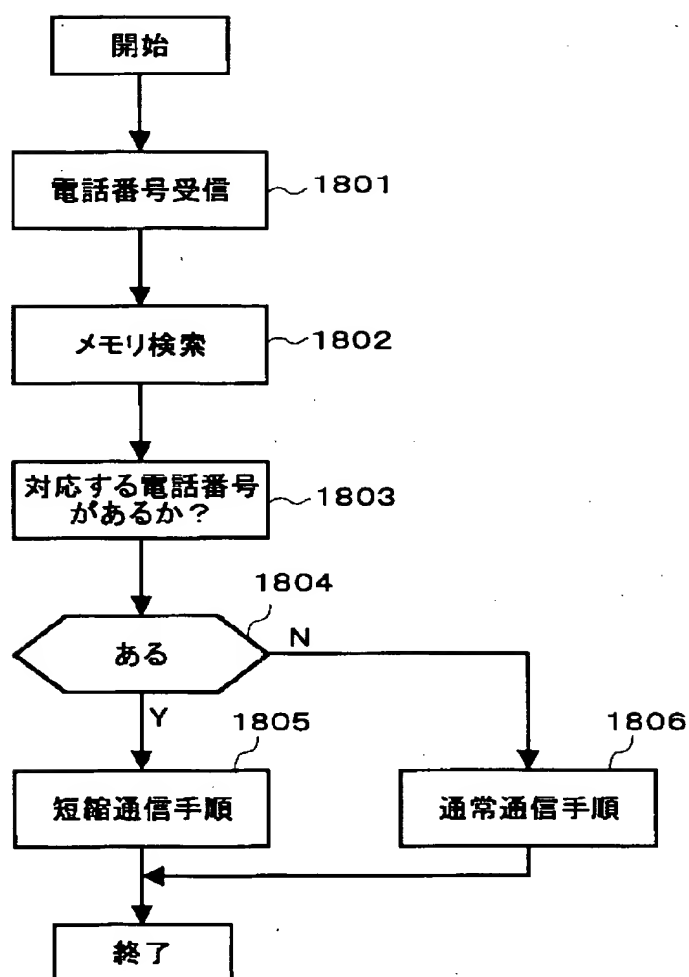 開始
電話番号受信
1801
メモリ検索
1802
対応する電話番号
があるか?
1803
1804
ある
N
Y
1805
1806
短縮通信手順
通常通信手順
終了